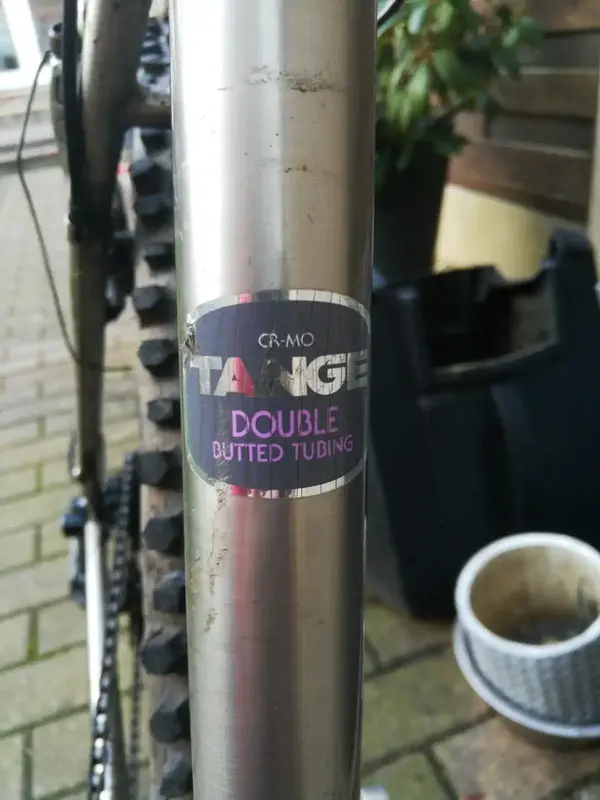 CR-MO
TANGE
DOUBLE
BUTTED TUBING